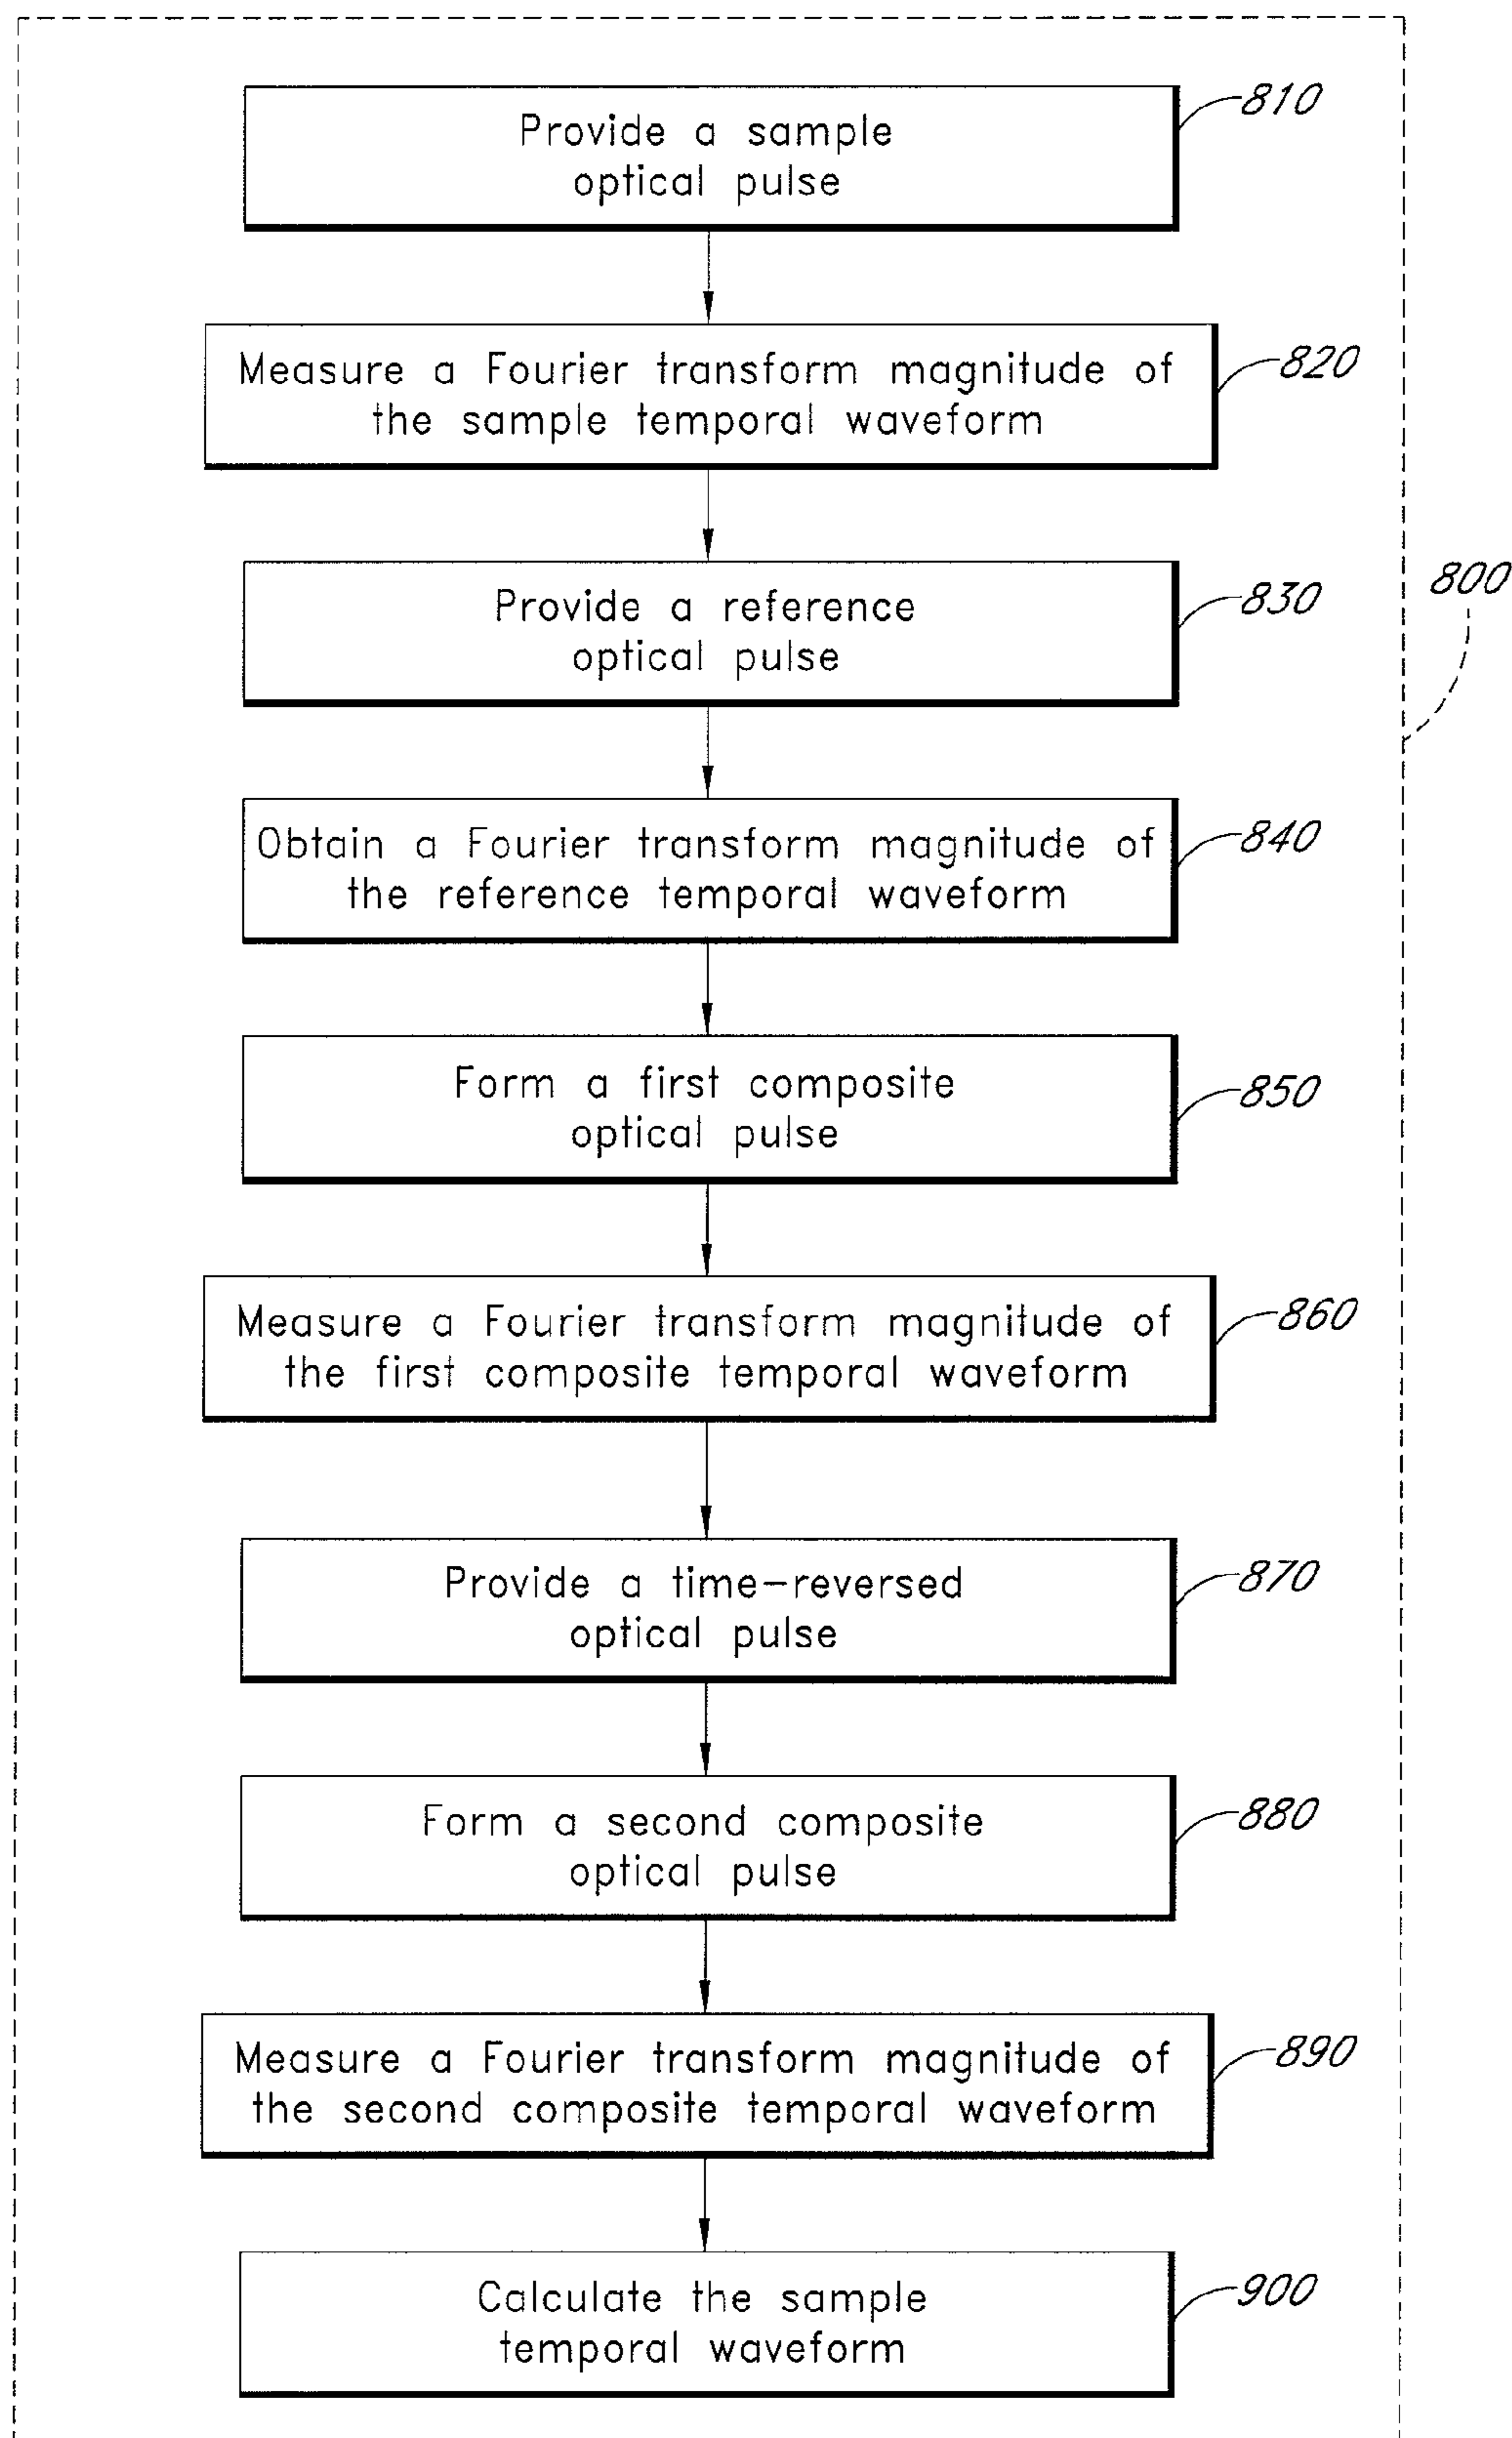 Provide a sample
optical pulse
810
Measure a Fourier transform magnitude of
the sample temporal waveform
820
Provide a reference
optical pulse
830
800
Obtain a Fourier transform magnitude of
the reference temporal waveform
840
Form a first composite
optical pulse
850
Measure a Fourier transform magnitude of
the first composite temporal waveform
860
Provide a time-reversed
optical pulse
870
Form a second composite
optical pulse
880
Measure a Fourier transform magnitude of
the second composite temporal waveform
890
Calculate the sample
temporal waveform
900